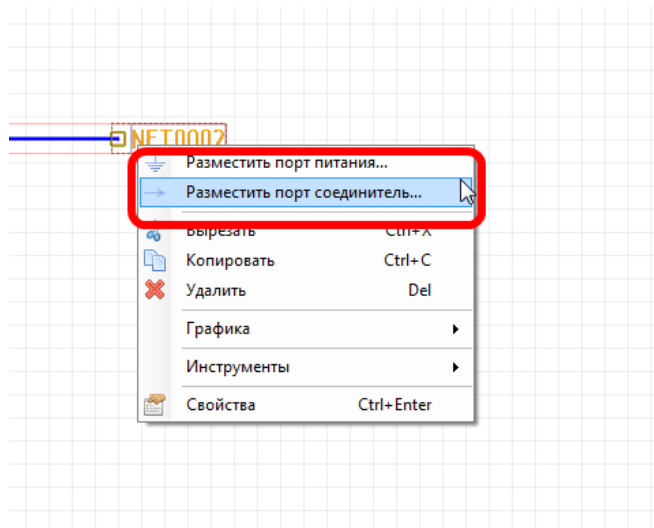 NET0002
Разместить порт питания...
Разместить порт соединитель...
Вырезать Ctrl+X
Копировать Ctrl+C
Удалить Del
Графика
Инструменты
Свойства Ctrl+Enter